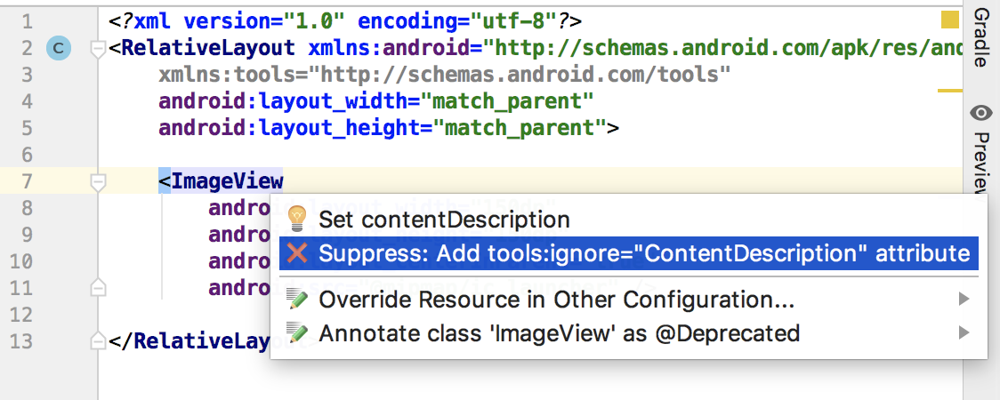 1 <?xml version="1.0" encoding="utf-8"?>
2 C <RelativeLayout xmlns:android="http://schemas.android.com/apk/res/and
3 xmlns:tools="http://schemas.android.com/tools"
4 android:layout_width="match_parent"
5 android:layout_height="match_parent">
6
7 <ImageView
8 andro
Set contentDescription
9 andro
Suppress: Add tools:ignore="ContentDescription" attribute
10 andro
11 andro
Override Resource in Other Configuration...
12
13 </RelativeLay
Annotate class 'ImageView' as @Deprecated
Gradle
Preview